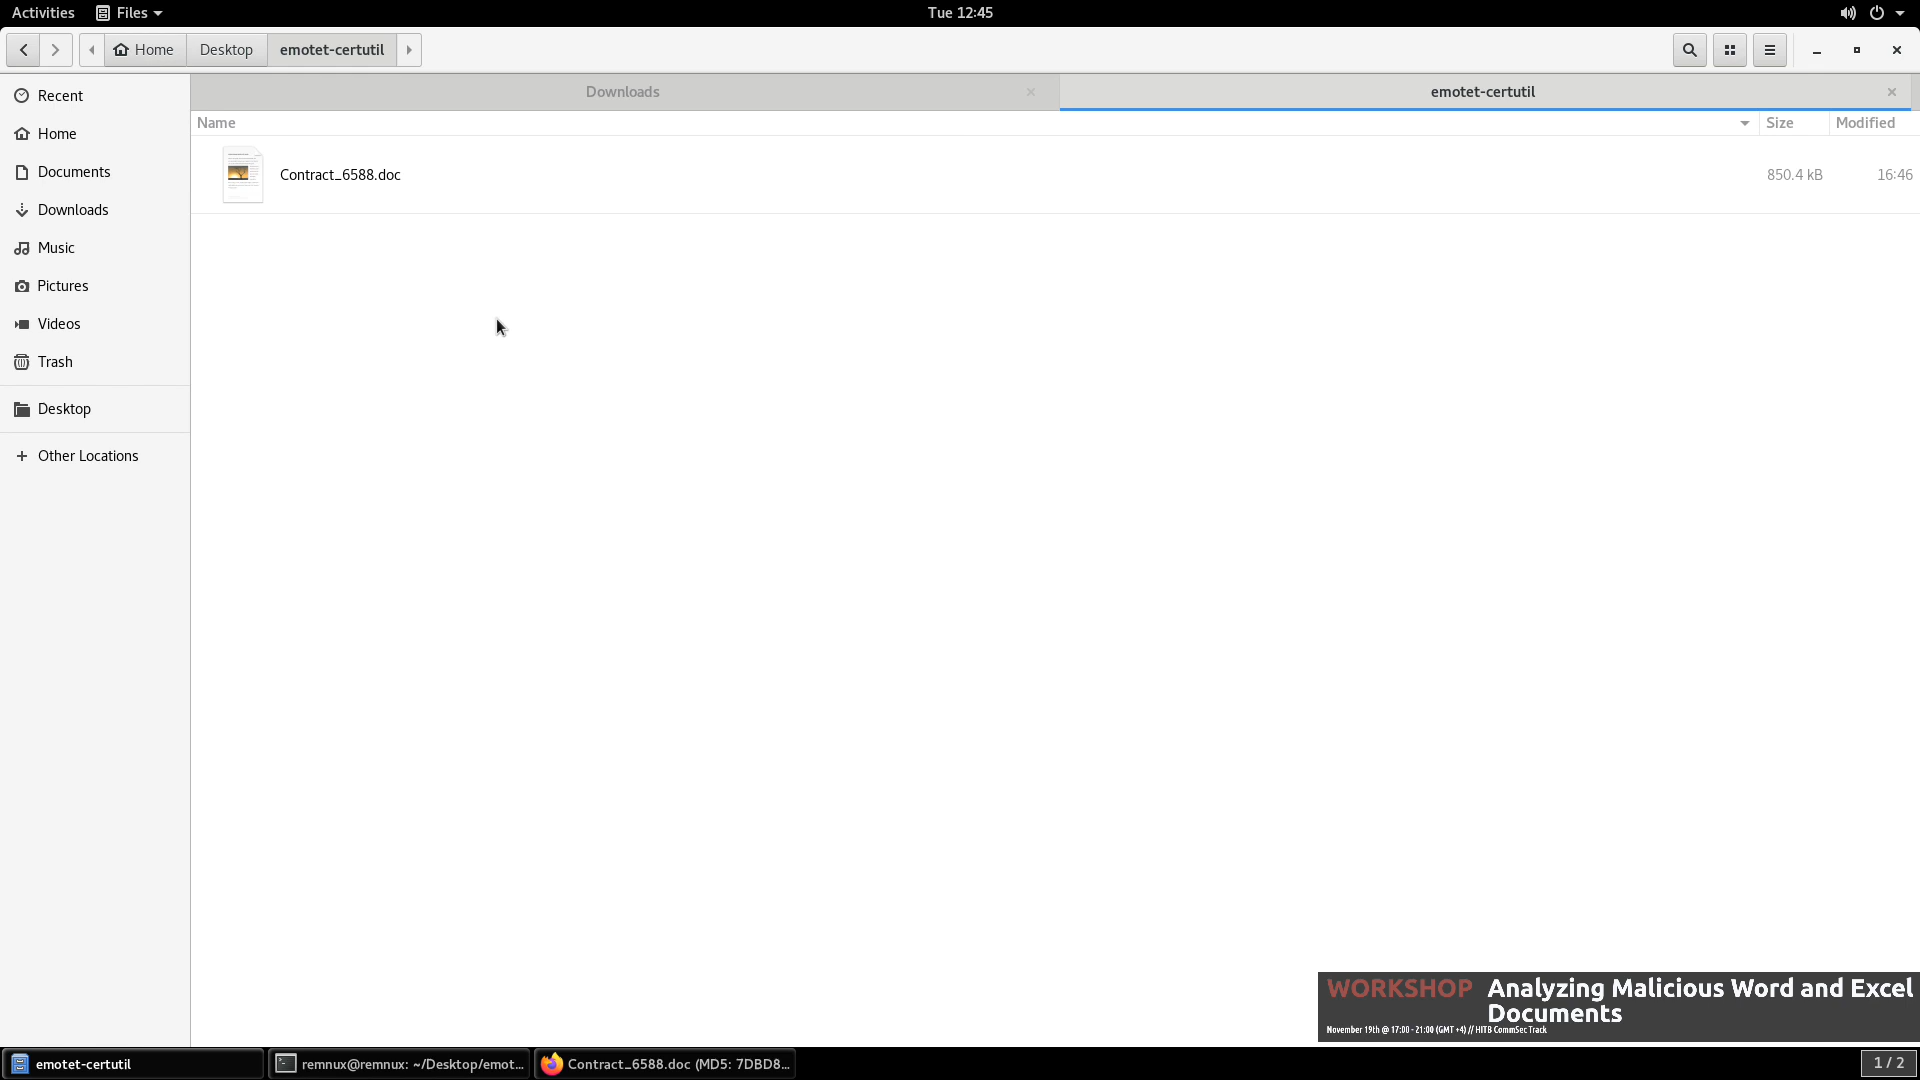 Activities Files Tue 12:45
Home Desktop emotet-certutil
Recent
Home
Documents
Downloads
Music
Pictures
Videos
Trash
Desktop
Other Locations
Downloads emotet-certutil
Name Size Modified
Contract_6588.doc 850.4 kB 16:46
WORKSHOP Analyzing Malicious Word and Excel
Documents
November 19th @ 17:00 - 21:00 (GMT +4) // HITB CommSec Track
emotet-certutil remnux@remnux: ~/Desktop/emot... Contract_6588.doc (MD5: 7DBD8... 1 / 2